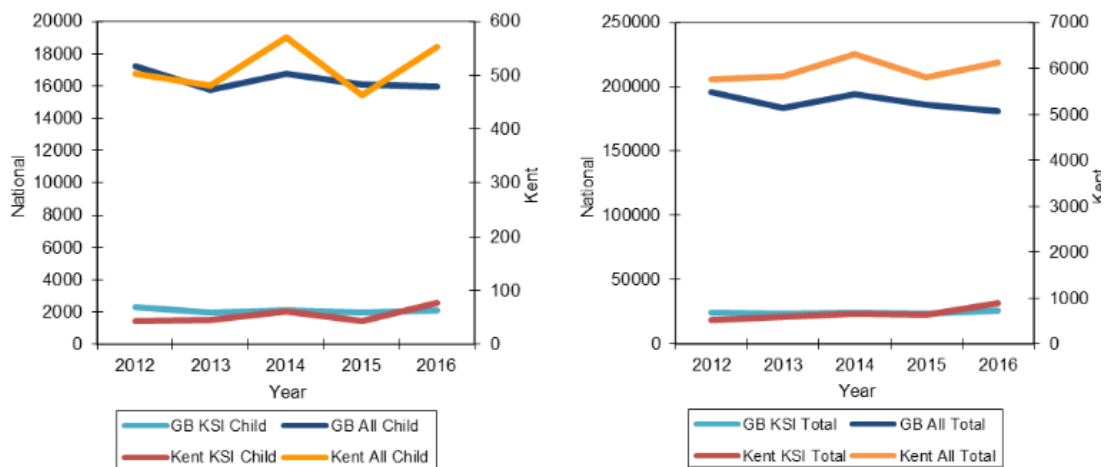 20000
18000
16000
14000
12000
10000
8000
6000
4000
2000
0
National
600
500
400
300
200
100
0
Kent
2012 2013 2014 2015 2016
Year
GB KSI Child GB All Child
Kent KSI Child Kent All Child
250000
200000
150000
100000
50000
0
National
7000
6000
5000
4000
3000
2000
1000
0
Kent
2012 2013 2014 2015 2016
Year
GB KSI Total GB All Total
Kent KSI Total Kent All Total